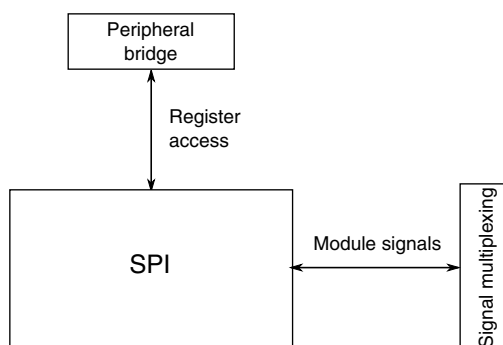 Peripheral
bridge
Register
access
SPI
Module signals
Signal multiplexing